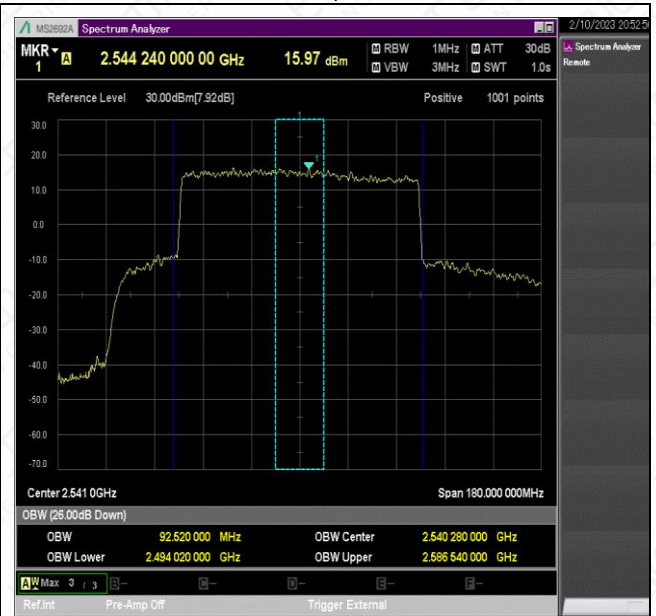 MS2692A Spectrum Analyzer 2/10/2023 20:52:5
MKR 1 A 2.544 240 000 00 GHz 15.97 dBm M RBW 1MHz M ATT 30dB
M VBW 3MHz M SWT 1.0s
Spectrum Analyzer
Remote
Reference Level 30.00dBm[7.92dB] Positive 1001 points
1
30.0
20.0
1
10.0
0.0
-10.0
-20.0
-30.0
-40.0
-50.0
-60.0
-70.0
Center 2.541 0GHz Span 180.000 000MHz
OBW (26.00dB Down)
OBW 92.520 000 MHz OBW Center 2.540 280 000 GHz
OBW Lower 2.494 020 000 GHz OBW Upper 2.586 540 000 GHz
A W Max 3 / 3 B- C- D- E- F-
Ref.Int Pre-Amp Off Trigger External